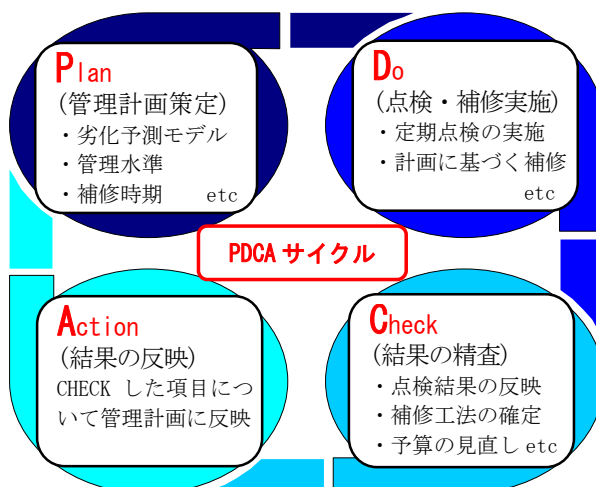 Plan
(管理計画策定)
・劣化予測モデル
・管理水準
・補修時期 etc
Do
(点検・補修実施)
・定期点検の実施
・計画に基づく補修
etc
PDCA サイクル
Action
(結果の反映)
CHECK した項目につ
いて管理計画に反映
Check
(結果の精査)
・点検結果の反映
・補修工法の確定
・予算の見直し etc